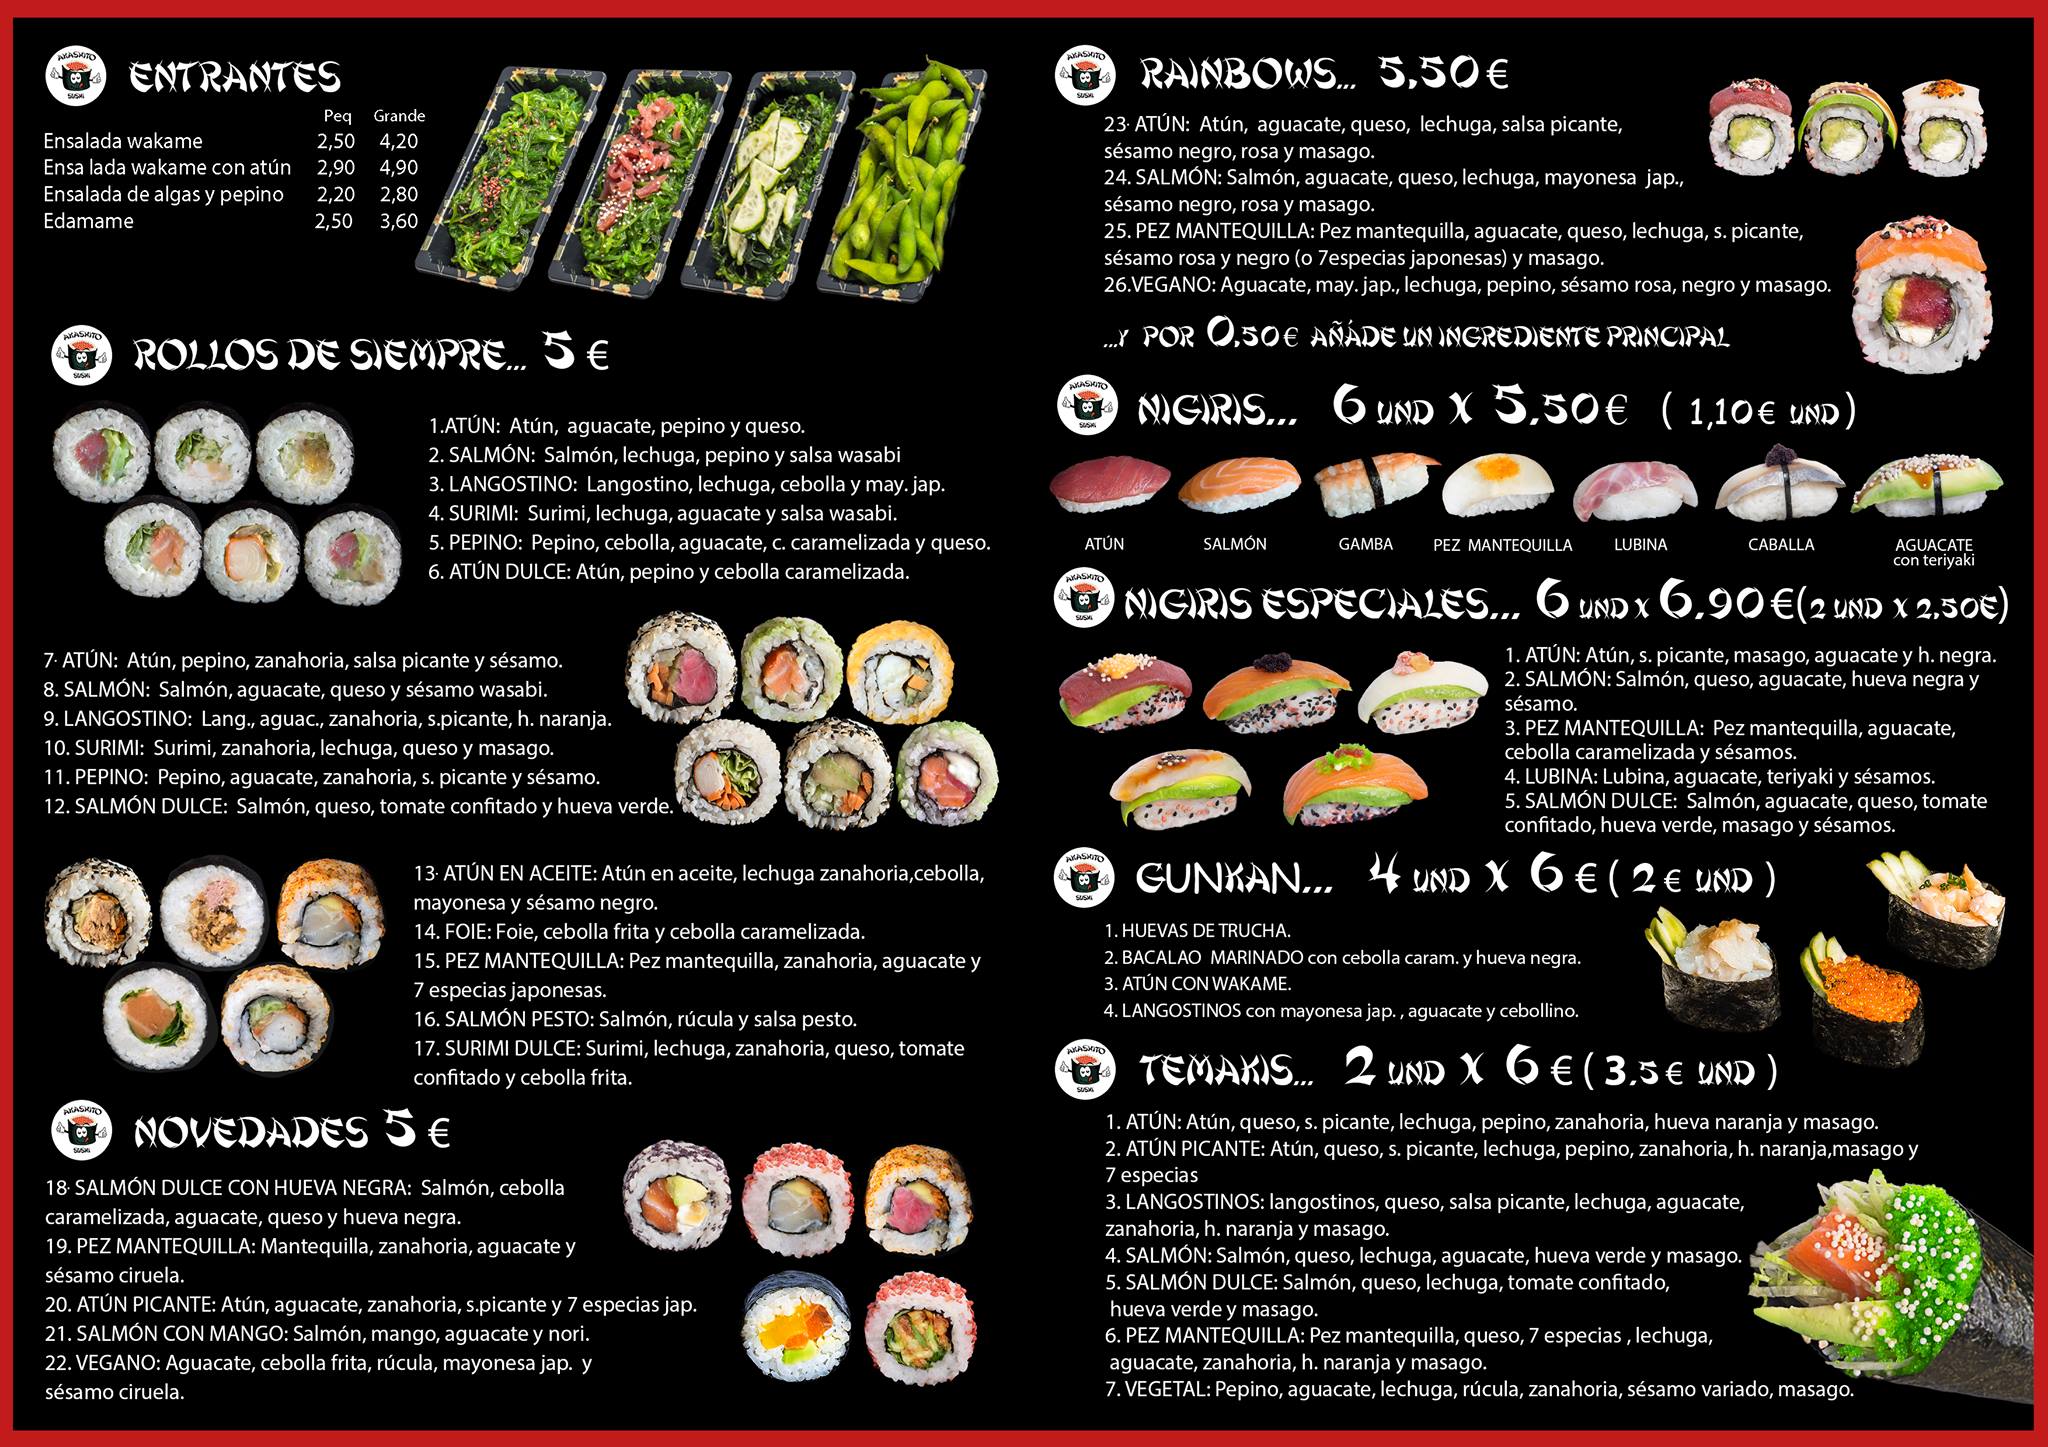 AKASHITO
SUSHI
ENTRANTES
Peq Grande
Ensalada wakame 2,50 4,20
Ensa lada wakame con atún 2,90 4,90
Ensalada de algas y pepino 2,20 2,80
Edamame 2,50 3,60
AKASHITO
SUSHI
ROLLOS DE SIEMPRE... 5 €
1.ATÚN: Atún, aguacate, pepino y queso.
2. SALMÓN: Salmón, lechuga, pepino y salsa wasabi
3. LANGOSTINO: Langostino, lechuga, cebolla y may. jap.
4. SURIMI: Surimi, lechuga, aguacate y salsa wasabi.
5. PEPINO: Pepino, cebolla, aguacate, c. caramelizada y queso.
6. ATÚN DULCE: Atún, pepino y cebolla caramelizada.
7· ATÚN: Atún, pepino, zanahoria, salsa picante y sésamo.
8. SALMÓN: Salmón, aguacate, queso y sésamo wasabi.
9. LANGOSTINO: Lang., aguac., zanahoria, s.picante, h. naranja.
10. SURIMI: Surimi, zanahoria, lechuga, queso y masago.
11. PEPINO: Pepino, aguacate, zanahoria, s. picante y sésamo.
12. SALMÓN DULCE: Salmón, queso, tomate confitado y hueva verde.
13· ATÚN EN ACEITE: Atún en aceite, lechuga zanahoria,cebolla,
mayonesa y sésamo negro.
14. FOIE: Foie, cebolla frita y cebolla caramelizada.
15. PEZ MANTEQUILLA: Pez mantequilla, zanahoria, aguacate y
7 especias japonesas.
16. SALMÓN PESTO: Salmón, rúcula y salsa pesto.
17. SURIMI DULCE: Surimi, lechuga, zanahoria, queso, tomate
confitado y cebolla frita.
AKASHITO
SUSHI
NOVEDADES 5 €
18· SALMÓN DULCE CON HUEVA NEGRA: Salmón, cebolla
caramelizada, aguacate, queso y hueva negra.
19. PEZ MANTEQUILLA: Mantequilla, zanahoria, aguacate y
sésamo ciruela.
20. ATÚN PICANTE: Atún, aguacate, zanahoria, s.picante y 7 especias jap.
21. SALMÓN CON MANGO: Salmón, mango, aguacate y nori.
22. VEGANO: Aguacate, cebolla frita, rúcula, mayonesa jap. y
sésamo ciruela.
AKASHITO
SUSHI
RAINBOWS... 5,50 €
23· ATÚN: Atún, aguacate, queso, lechuga, salsa picante,
sésamo negro, rosa y masago.
24. SALMÓN: Salmón, aguacate, queso, lechuga, mayonesa jap.,
sésamo negro, rosa y masago.
25. PEZ MANTEQUILLA: Pez mantequilla, aguacate, queso, lechuga, s. picante,
sésamo rosa y negro (o 7especias japonesas) y masago.
26.VEGANO: Aguacate, may. jap., lechuga, pepino, sésamo rosa, negro y masago.
...Y POR 0,50€ AÑÁDE UN INGREDIENTE PRINCIPAL
AKASHITO
SUSHI
NIGIRIS... 6 UND X 5,50€ ( 1,10€ UND)
ATÚN SALMÓN GAMBA PEZ MANTEQUILLA LUBINA CABALLA AGUACATE
con teriyaki
AKASHITO
SUSHI
NIGIRIS ESPECIALES... 6 UND X 6,90€(2 UND X 2,50€)
1. ATÚN: Atún, s. picante, masago, aguacate y h. negra.
2. SALMÓN: Salmón, queso, aguacate, hueva negra y
sésamo.
3. PEZ MANTEQUILLA: Pez mantequilla, aguacate,
cebolla caramelizada y sésamos.
4. LUBINA: Lubina, aguacate, teriyaki y sésamos.
5. SALMÓN DULCE: Salmón, aguacate, queso, tomate
confitado, hueva verde, masago y sésamos.
AKASHITO
SUSHI
GUNKAN... 4 UND X 6 € ( 2€ UND )
1. HUEVAS DE TRUCHA.
2. BACALAO MARINADO con cebolla caram. y hueva negra.
3. ATÚN CON WAKAME.
4. LANGOSTINOS con mayonesa jap. , aguacate y cebollino.
AKASHITO
SUSHI
TEMAKIS... 2 UND X 6 € ( 3.5€ UND )
1. ATÚN: Atún, queso, s. picante, lechuga, pepino, zanahoria, hueva naranja y masago.
2. ATÚN PICANTE: Atún, queso, s. picante, lechuga, pepino, zanahoria, h. naranja,masago y
7 especias
3. LANGOSTINOS: langostinos, queso, salsa picante, lechuga, aguacate,
zanahoria, h. naranja y masago.
4. SALMÓN: Salmón, queso, lechuga, aguacate, hueva verde y masago.
5. SALMÓN DULCE: Salmón, queso, lechuga, tomate confitado,
hueva verde y masago.
6. PEZ MANTEQUILLA: Pez mantequilla, queso, 7 especias , lechuga,
aguacate, zanahoria, h. naranja y masago.
7. VEGETAL: Pepino, aguacate, lechuga, rúcula, zanahoria, sésamo variado, masago.